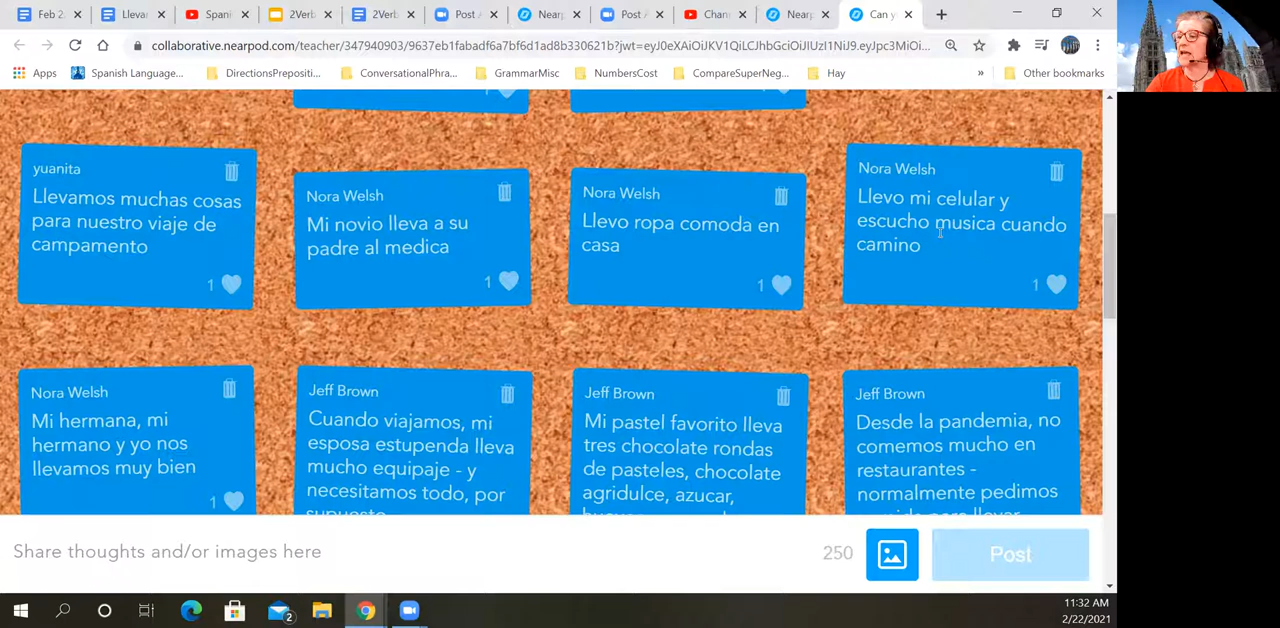 Feb 2
Lleva
Spani
2Verb
2Verb
Post A
Nearp
Post A
Chan
Nearp
Can y
collaborative.nearpod.com/teacher/347940903/9637eb1fabadf6a7bf6d1ad8b330621b?jwt=eyJ0eXAiOiJKV1QiLCJhbGciOiJIUzI1NiJ9.eyJpc3MiOi...
Apps
Spanish Language...
DirectionsPrepositi...
ConversationalPhra...
GrammarMisc
NumbersCost
CompareSuperNeg...
Hay
»
Other bookmarks
yuanita
Llevamos muchas cosas
para nuestro viaje de
campamento
1
Nora Welsh
Mi novio lleva a su
padre al medica
1
Nora Welsh
Llevo ropa comoda en
casa
1
Nora Welsh
Llevo mi celular y
escucho musica cuando
camino
1
Nora Welsh
Mi hermana, mi
hermano y yo nos
llevamos muy bien
1
Jeff Brown
Cuando viajamos, mi
esposa estupenda lleva
mucho equipaje - y
necesitamos todo, por
supuesto
Jeff Brown
Mi pastel favorito lleva
tres chocolate rondas
de pasteles, chocolate
agridulce, azucar,
Jeff Brown
Desde la pandemia, no
comemos mucho en
restaurantes -
normalmente pedimos
para llevar
Share thoughts and/or images here
250
Post
2
11:32 AM
2/22/2021